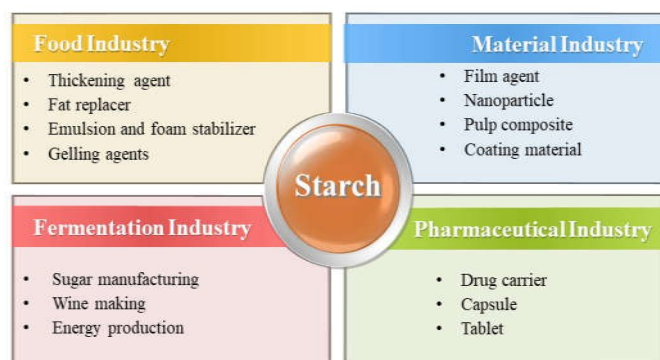 Food Industry
• Thickening agent
• Fat replacer
• Emulsion and foam stabilizer
• Gelling agents
Material Industry
• Film agent
• Nanoparticle
• Pulp composite
• Coating material
Starch
Fermentation Industry
• Sugar manufacturing
• Wine making
• Energy production
Pharmaceutical Industry
• Drug carrier
• Capsule
• Tablet